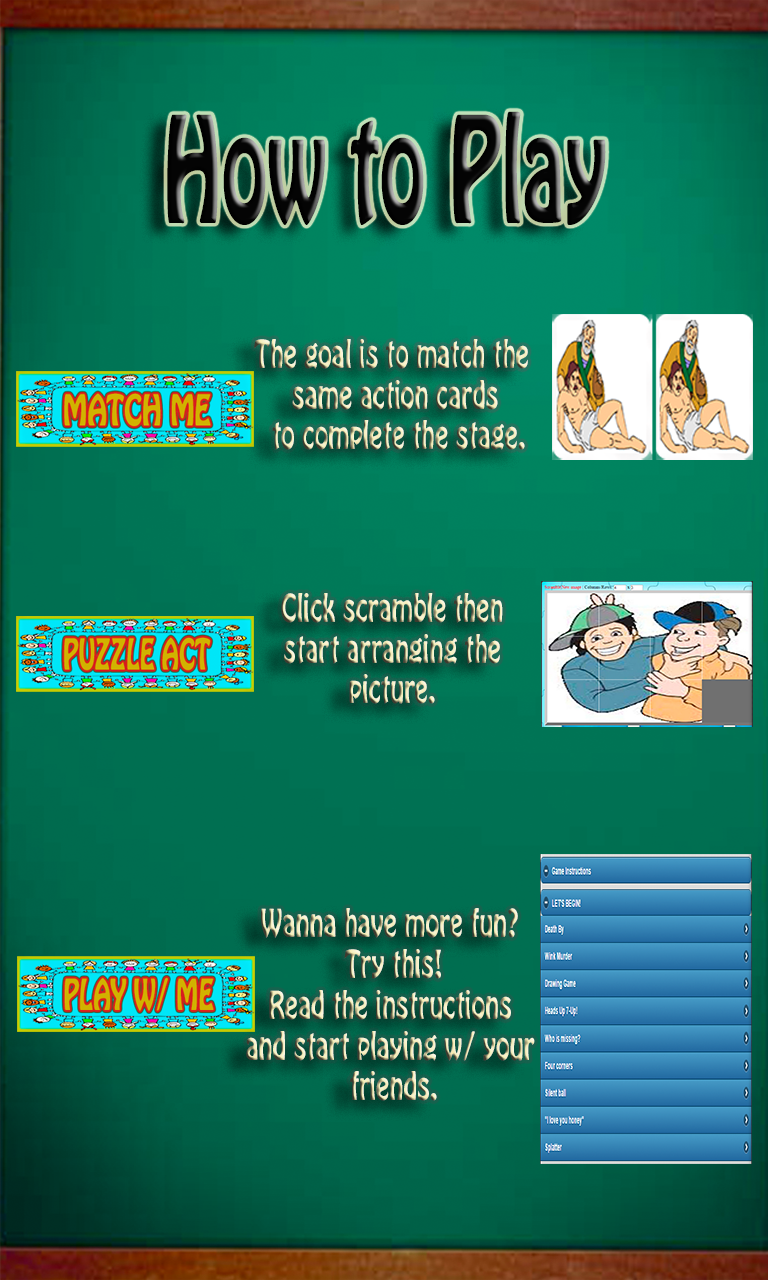 How to Play
MATCH ME
The goal is to match the
same action cards
to complete the stage.
PUZZLE ACT
Click scramble then
start arranging the
picture.
PLAY W/ ME
Wanna have more fun?
Try this!
Read the instructions
and start playing w/ your
friends.
Game Instructions
LET'S BEGIN!
Death By
Wink Murder
Drawing Game
Heads Up 7-Up!
Who is missing?
Four corners
Silent ball
"I love you honey"
Splatter